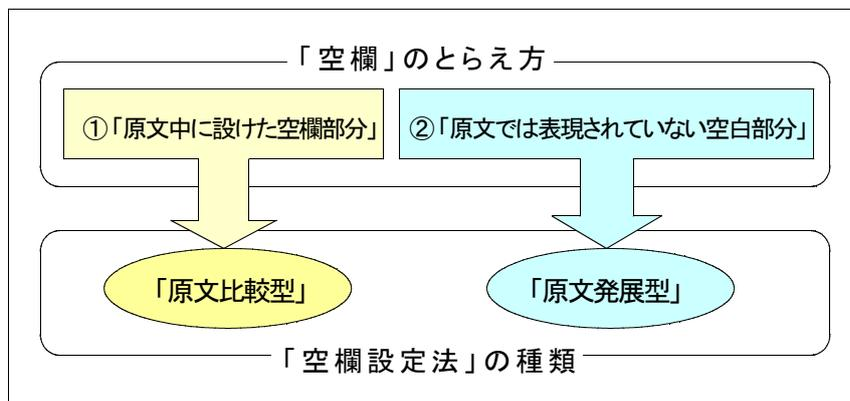 「空欄」のとらえ方
①「原文中に設けた空欄部分」
②「原文では表現されていない空白部分」
「原文比較型」
「原文発展型」
「空欄設定法」の種類